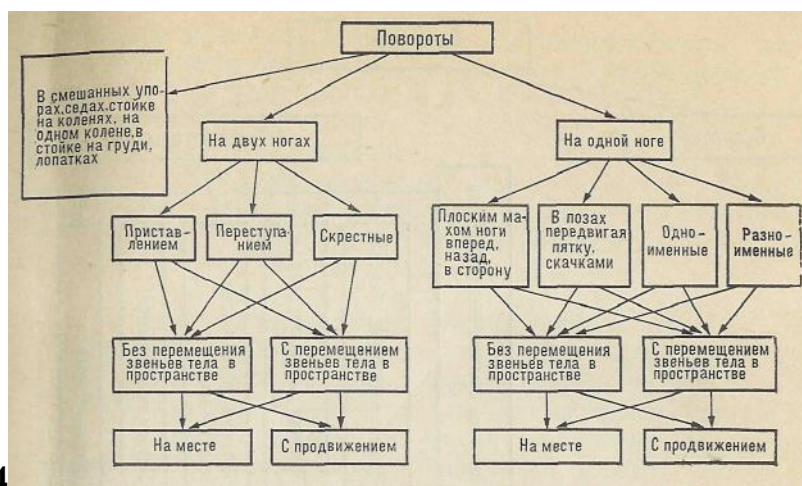 Повороты
В смешанных упо-
рах,седах.стойке
на коленях, на
одном колене,в
стойке на груди,
лопатках
На двух ногах
На одной ноге
Пристав-
лением
Переступа-
нием
Скрестные
Плоским ма-
хом ноги
вперед,
назад,
в сторону
В позах
передвигая
пятку,
скачками
Одно-
именные
Разно-
именные
Без перемещения
звеньев тела в
пространстве
С перемещением
звеньев тела в
пространстве
Без перемещения
звеньев тела в
пространстве
С перемещением
звеньев тела в
пространстве
На месте
С продвижением
На месте
С продвижением